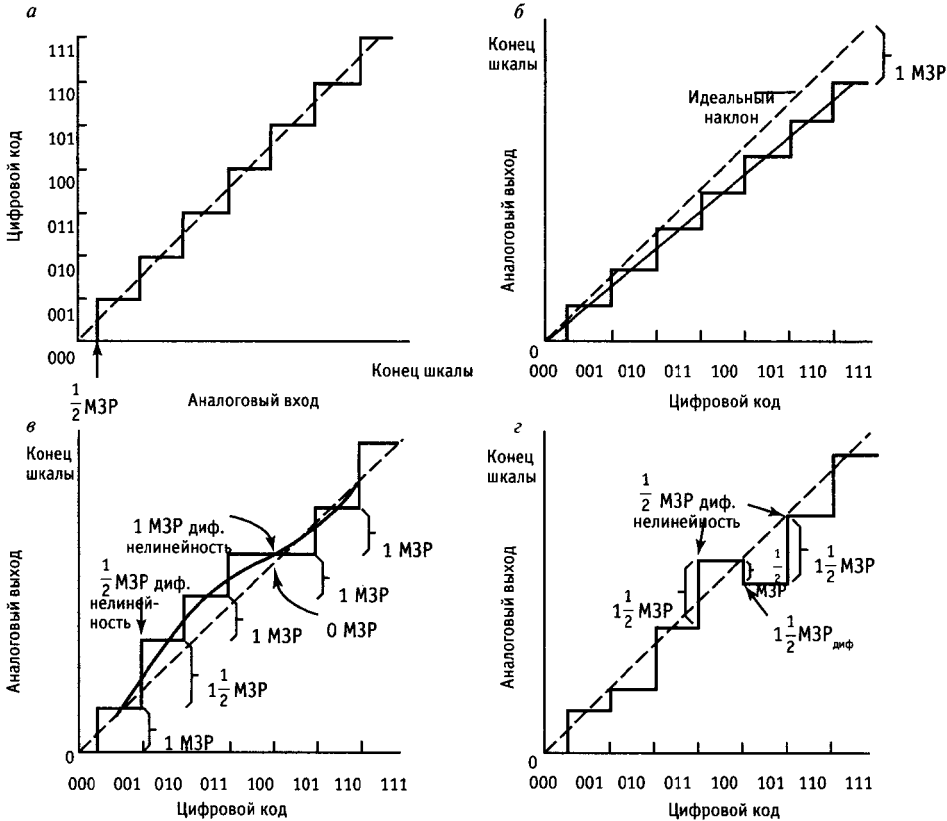 а
111
110
101
100
011
010
001
000
Цифровой код
1/2 МЗР
Конец шкалы
Аналоговый вход
б
Конец
шкалы
Идеальный
наклон
1 МЗР
Аналоговый выход
0
000 001 010 011 100 101 110 111
Цифровой код
в
Конец
шкалы
1 МЗР диф.
нелинейность
1/2 МЗР диф.
нелиней-
ность
1 МЗР
1 МЗР
0 МЗР
1 МЗР
1 1/2 МЗР
1 МЗР
Аналоговый выход
0
000 001 010 011 100 101 110 111
Цифровой код
г
Конец
шкалы
1/2 МЗР диф.
нелинейность
1/2
МЗР
1 1/2 МЗР
1 1/2 МЗР
1 1/2 МЗРдиф
Аналоговый выход
0
000 001 010 011 100 101 110 111
Цифровой код